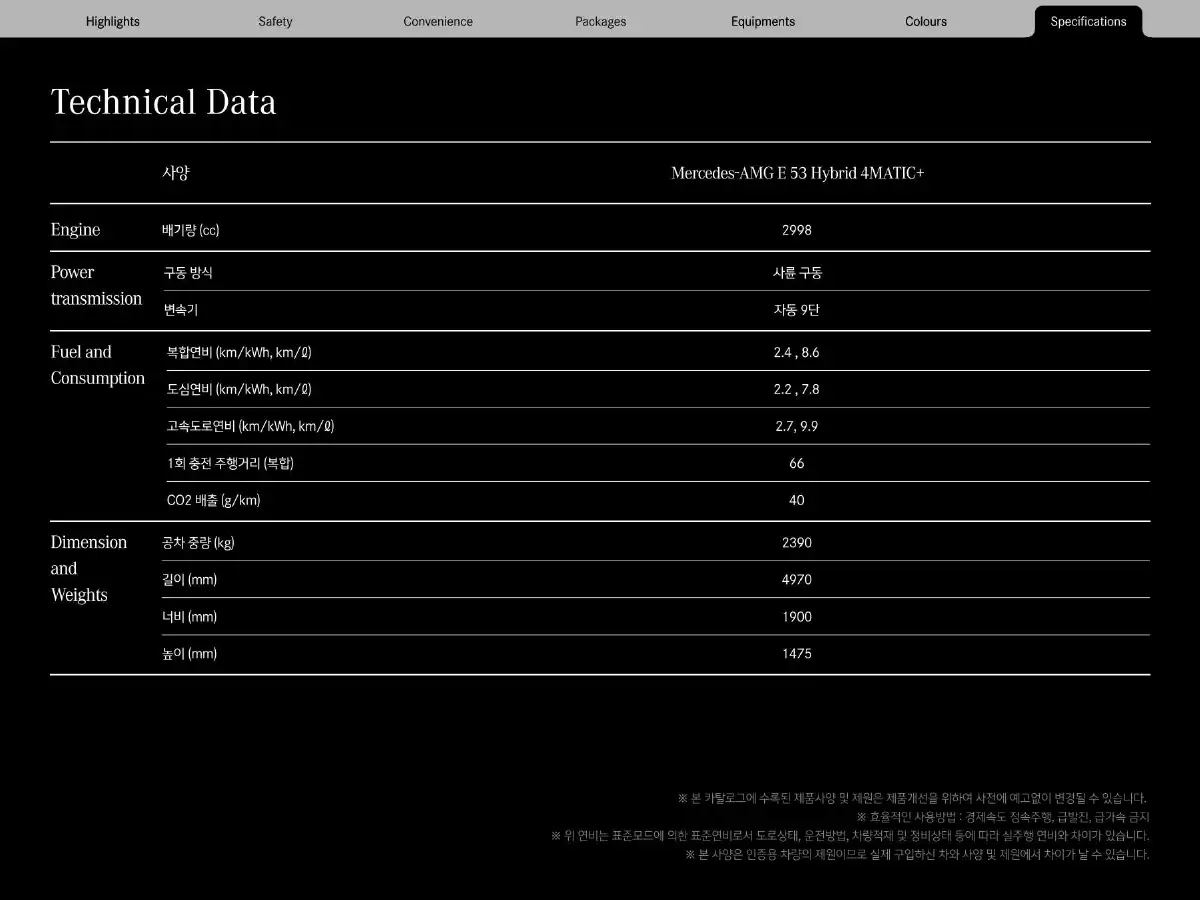 Highlights Safety Convenience Packages Equipments Colours Specifications
Technical Data
사양 Mercedes-AMG E 53 Hybrid 4MATIC+
Engine 배기량 (cc) 2998
Power 구동 방식 사륜 구동
transmission
변속기 자동 9단
Fuel and 복합연비 (km/kWh, km/ℓ) 2.4 , 8.6
Consumption
도심연비 (km/kWh, km/ℓ) 2.2 , 7.8
고속도로연비 (km/kWh, km/ℓ) 2.7, 9.9
1회 충전 주행거리 (복합) 66
CO2 배출 (g/km) 40
Dimension 공차 중량 (kg) 2390
and
길이 (mm) 4970
Weights
너비 (mm) 1900
높이 (mm) 1475
※ 본 카탈로그에 수록된 제품사양 및 제원은 제품개선을 위하여 사전에 예고없이 변경될 수 있습니다.
※ 효율적인 사용방법 : 경제속도 정속주행, 급발진, 급가속 금지
※ 위 연비는 표준모드에 의한 표준연비로서 도로상태, 운전방법, 차량적재 및 정비상태 등에 따라 실주행 연비와 차이가 있습니다.
※ 본 사양은 인증용 차량의 제원이므로 실제 구입하신 차와 사양 및 제원에서 차이가 날 수 있습니다.